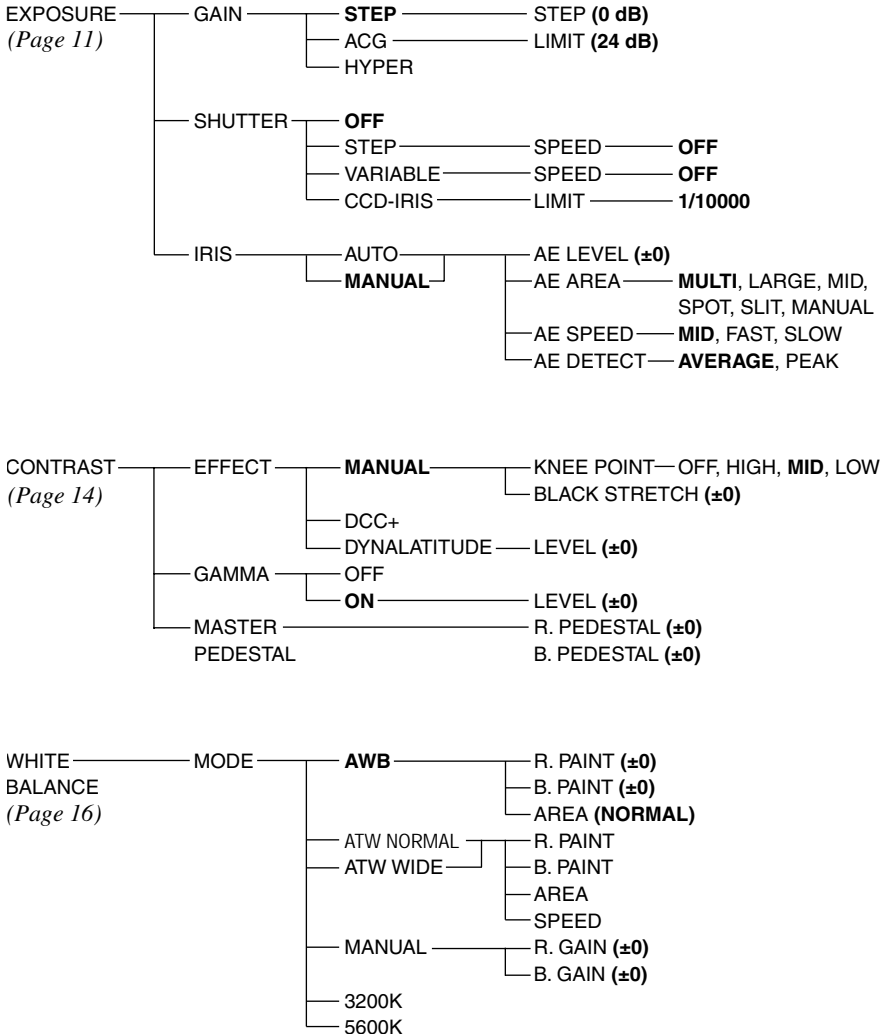 EXPOSURE GAIN STEP STEP (0 dB)
(Page 11) ACG LIMIT (24 dB)
HYPER
SHUTTER OFF
STEP SPEED OFF
VARIABLE SPEED OFF
CCD-IRIS LIMIT 1/10000
IRIS AUTO AE LEVEL (±0)
MANUAL AE AREA MULTI, LARGE, MID,
SPOT, SLIT, MANUAL
AE SPEED MID, FAST, SLOW
AE DETECT AVERAGE, PEAK
CONTRAST EFFECT MANUAL KNEE POINT OFF, HIGH, MID, LOW
(Page 14) BLACK STRETCH (±0)
DCC+
DYNALATITUDE LEVEL (±0)
GAMMA OFF
ON LEVEL (±0)
MASTER R. PEDESTAL (±0)
PEDESTAL B. PEDESTAL (±0)
WHITE MODE AWB R. PAINT (±0)
BALANCE B. PAINT (±0)
(Page 16) AREA (NORMAL)
ATW NORMAL R. PAINT
ATW WIDE B. PAINT
AREA
SPEED
MANUAL R. GAIN (±0)
B. GAIN (±0)
3200K
5600K